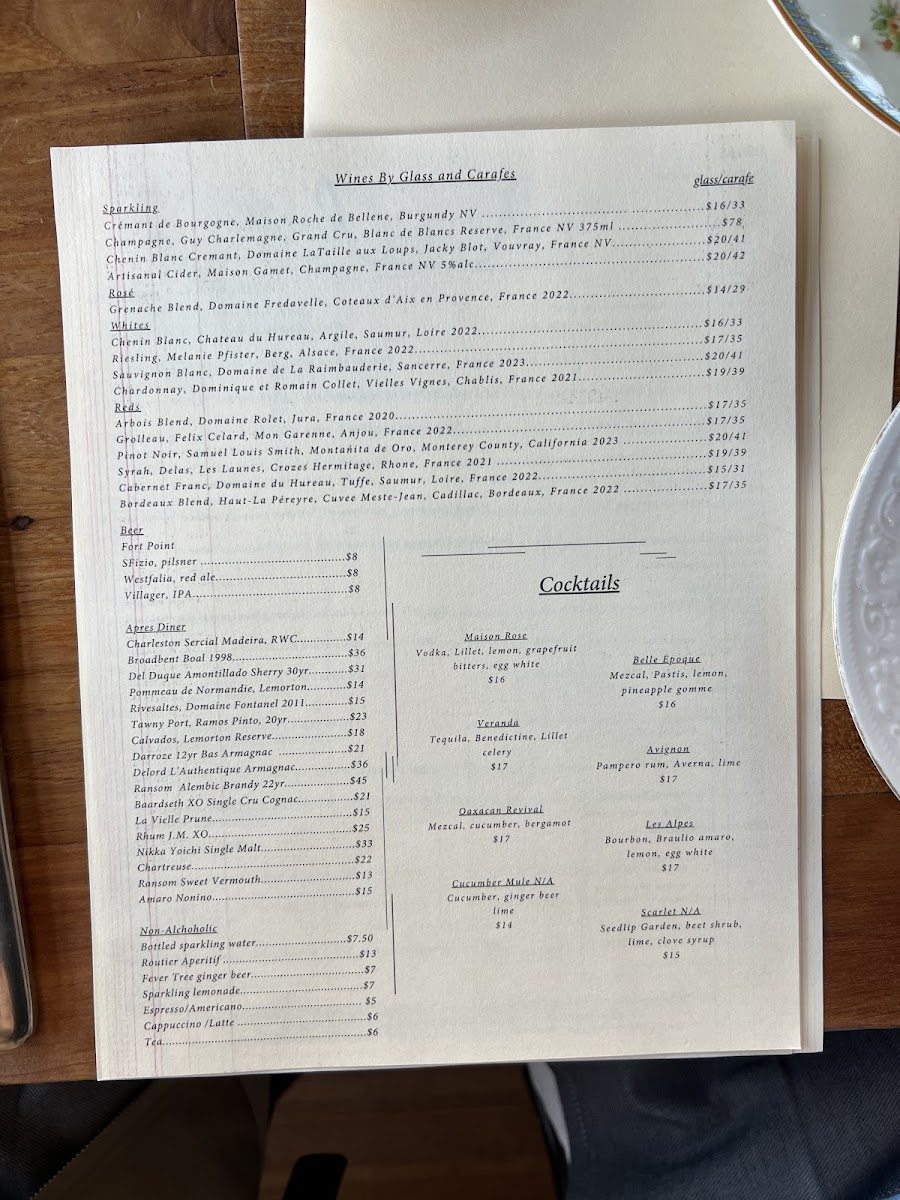 Wines By Glass and Carafes
glass/carafe
Sparkling
Crémant de Bourgogne, Maison Roche de Bellene, Burgundy NV ........................$16/33
Champagne, Guy Charlemagne, Grand Cru, Blanc de Blancs Reserve, France NV 375ml ........................$78
Chenin Blanc Cremant, Domaine LaTaille aux Loups, Jacky Blot, Vouvray, France NV........................$20/41
Artisanal Cider, Maison Gamet, Champagne, France NV 5%alc........................$20/42
Rosé
Grenache Blend, Domaine Fredavelle, Coteaux d'Aix en Provence, France 2022........................$14/29
Whites
Chenin Blanc, Chateau du Hureau, Argile, Saumur, Loire 2022........................$16/33
Riesling, Melanie Pfister, Berg, Alsace, France 2022........................$17/35
Sauvignon Blanc, Domaine de La Raimbauderie, Sancerre, France 2023........................$20/41
Chardonnay, Dominique et Romain Collet, Vielles Vignes, Chablis, France 2021........................$19/39
Reds
Arbois Blend, Domaine Rolet, Jura, France 2020........................$17/35
Grolleau, Felix Celard, Mon Garenne, Anjou, France 2022........................$17/35
Pinot Noir, Samuel Louis Smith, Montañita de Oro, Monterey County, California 2023 ........................$20/41
Syrah, Delas, Les Launes, Crozes Hermitage, Rhone, France 2021 ........................$19/39
Cabernet Franc, Domaine du Hureau, Tuffe, Saumur, Loire, France 2022........................$15/31
Bordeaux Blend, Haut-La Péreyre, Cuvee Meste-Jean, Cadillac, Bordeaux, France 2022 ........................$17/35
Beer
Fort Point
SFizio, pilsner ........................$8
Westfalia, red ale........................$8
Villager, IPA........................$8
Apres Diner
Charleston Sercial Madeira, RWC..............$14
Broadbent Boal 1998........................$36
Del Duque Amontillado Sherry 30yr.........$31
Pommeau de Normandie, Lemorton............$14
Rivesaltes, Domaine Fontanel 2011............$15
Tawny Port, Ramos Pinto, 20yr..............$23
Calvados, Lemorton Reserve.................$18
Darroze 12yr Bas Armagnac ................$21
Delord L'Authentique Armagnac..............$36
Ransom Alembic Brandy 22yr................$45
Baardseth XO Single Cru Cognac............$21
La Vielle Prune........................$15
Rhum J.M. XO........................$25
Nikka Yoichi Single Malt....................$33
Chartreuse........................$22
Ransom Sweet Vermouth....................$13
Amaro Nonino........................$15
Non-Alchoholic
Bottled sparkling water....................$7.50
Routier Aperitif ........................$13
Fever Tree ginger beer........................$7
Sparkling lemonade........................$7
Espresso/Americano........................ $5
Cappuccino /Latte ........................$6
Tea........................$6
Cocktails
Maison Rose
Vodka, Lillet, lemon, grapefruit
bitters, egg white
$16
Belle Epoque
Mezcal, Pastis, lemon,
pineapple gomme
$16
Veranda
Tequila, Benedictine, Lillet
celery
$17
Avignon
Pampero rum, Averna, lime
$17
Oaxacan Revival
Mezcal, cucumber, bergamot
$17
Les Alpes
Bourbon, Braulio amaro,
lemon, egg white
$17
Cucumber Mule N/A
Cucumber, ginger beer
lime
$14
Scarlet N/A
Seedlip Garden, beet shrub,
lime, clove syrup
$15